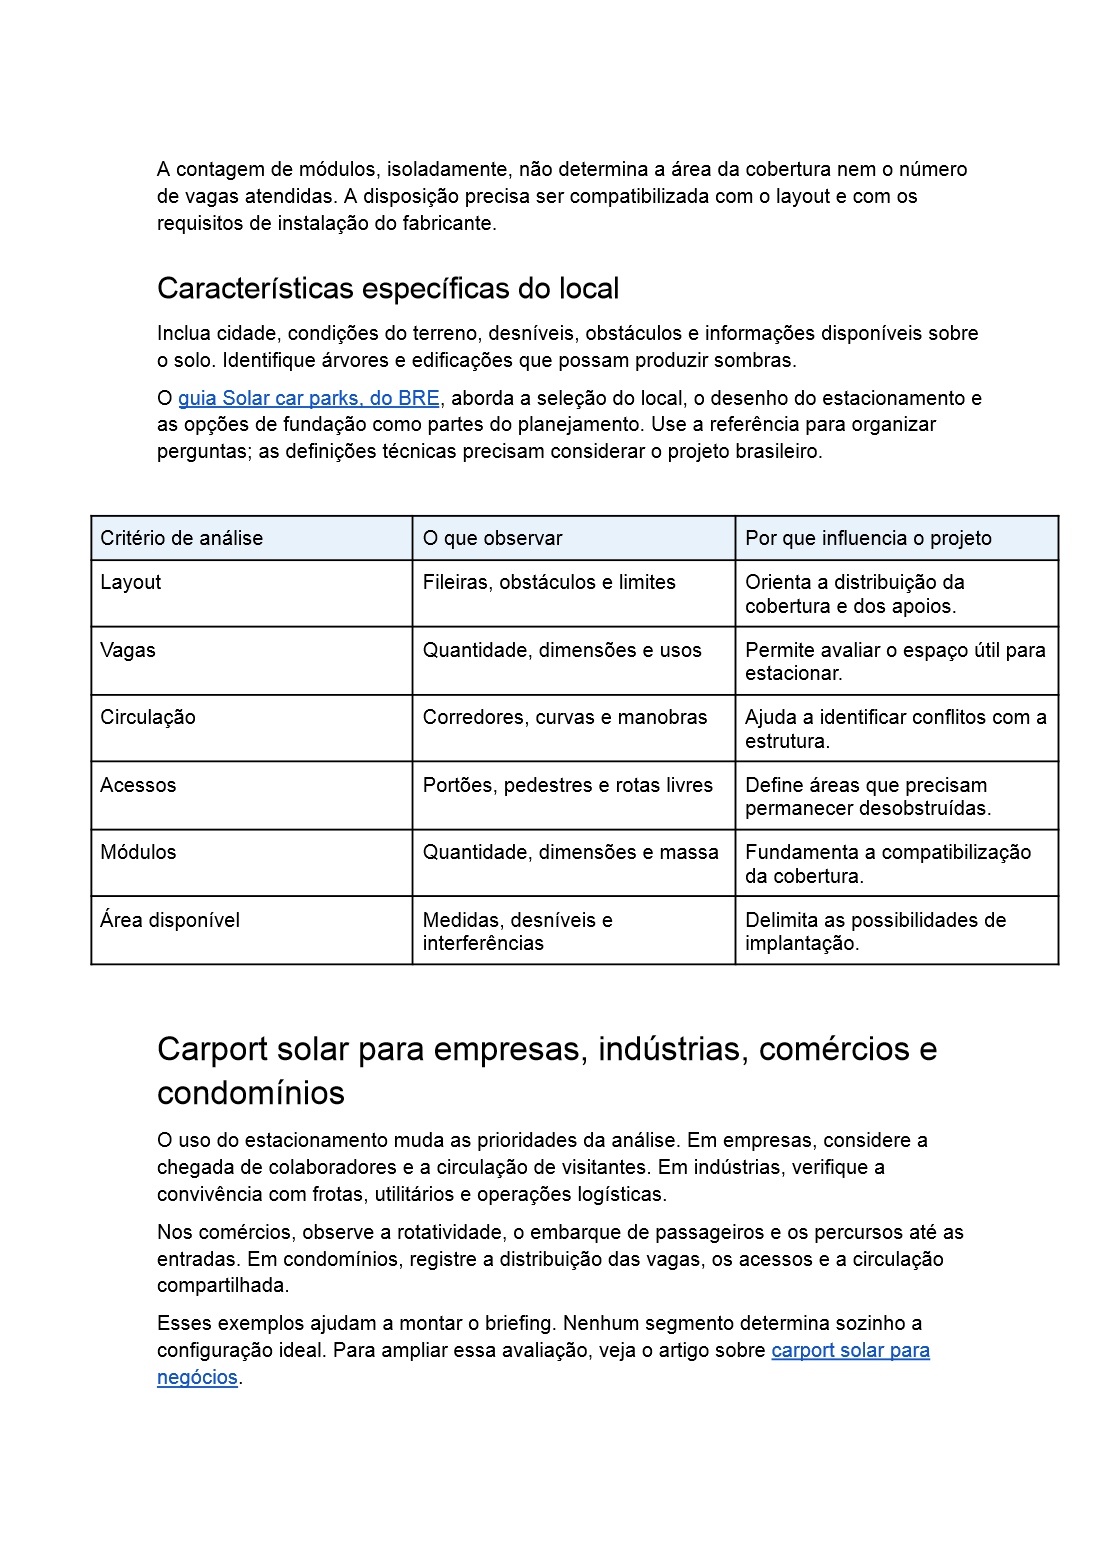 A contagem de módulos, isoladamente, não determina a área da cobertura nem o número
de vagas atendidas. A disposição precisa ser compatibilizada com o layout e com os
requisitos de instalação do fabricante.
Características específicas do local
Inclua cidade, condições do terreno, desníveis, obstáculos e informações disponíveis sobre
o solo. Identifique árvores e edificações que possam produzir sombras.
O guia Solar car parks, do BRE, aborda a seleção do local, o desenho do estacionamento e
as opções de fundação como partes do planejamento. Use a referência para organizar
perguntas; as definições técnicas precisam considerar o projeto brasileiro.
Critério de análise O que observar Por que influencia o projeto
Layout Fileiras, obstáculos e limites Orienta a distribuição da
cobertura e dos apoios.
Vagas Quantidade, dimensões e usos Permite avaliar o espaço útil para
estacionar.
Circulação Corredores, curvas e manobras Ajuda a identificar conflitos com a
estrutura.
Acessos Portões, pedestres e rotas livres Define áreas que precisam
permanecer desobstruídas.
Módulos Quantidade, dimensões e massa Fundamenta a compatibilização
da cobertura.
Área disponível Medidas, desníveis e Delimita as possibilidades de
interferências implantação.
Carport solar para empresas, indústrias, comércios e
condomínios
O uso do estacionamento muda as prioridades da análise. Em empresas, considere a
chegada de colaboradores e a circulação de visitantes. Em indústrias, verifique a
convivência com frotas, utilitários e operações logísticas.
Nos comércios, observe a rotatividade, o embarque de passageiros e os percursos até as
entradas. Em condomínios, registre a distribuição das vagas, os acessos e a circulação
compartilhada.
Esses exemplos ajudam a montar o briefing. Nenhum segmento determina sozinho a
configuração ideal. Para ampliar essa avaliação, veja o artigo sobre carport solar para
negócios.